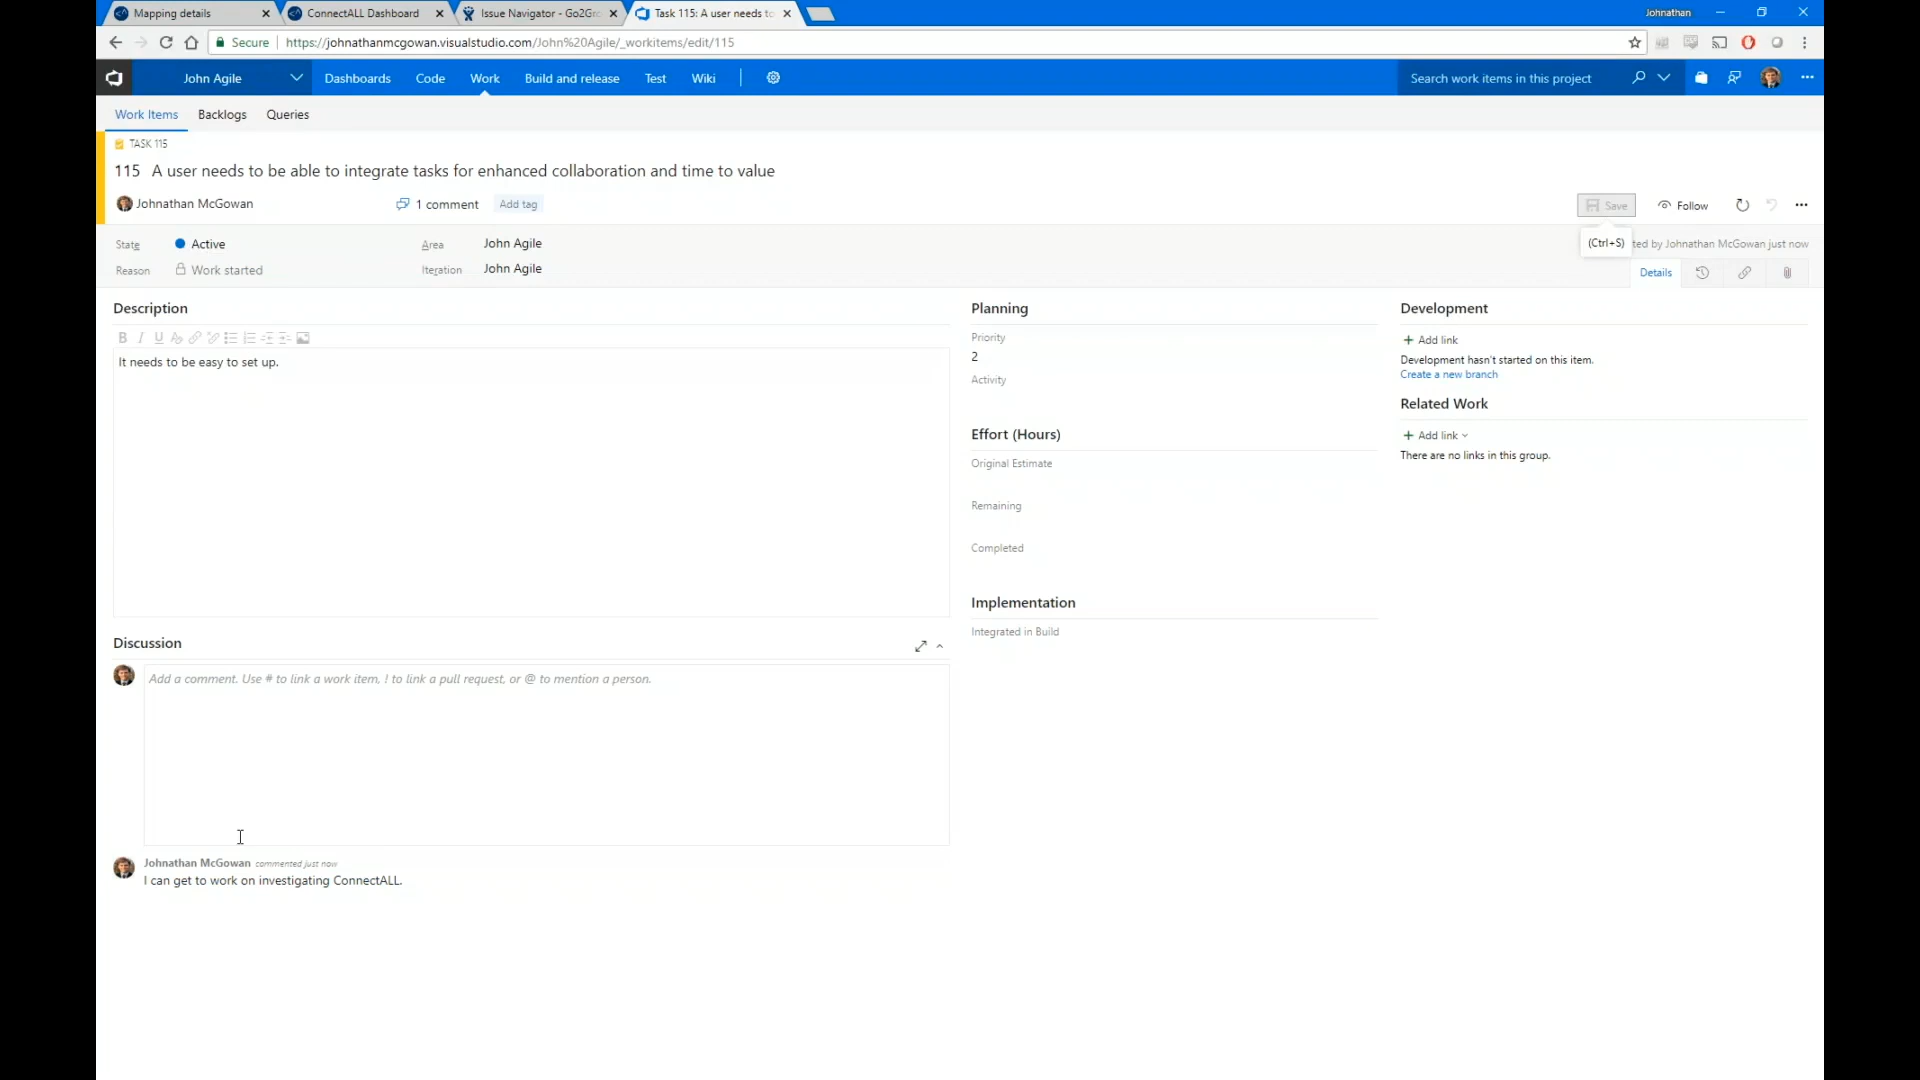 Mapping details
ConnectALL Dashboard
Issue Navigator - Go2Gr
Task 115: A user needs to
Johnathan
Secure
https://johnathanmcgowan.visualstudio.com/John%20Agile/_workitems/edit/115
John Agile
Dashboards
Code
Work
Build and release
Test
Wiki
Search work items in this project
Work Items
Backlogs
Queries
TASK 115
115 A user needs to be able to integrate tasks for enhanced collaboration and time to value
Johnathan McGowan
1 comment
Add tag
Save
Follow
State
Active
Area
John Agile
(Ctrl+S)
ted by Johnathan McGowan just now
Reason
Work started
Iteration
John Agile
Details
Description
Planning
Development
B I U
Priority
2
Activity
Add link
Development hasn't started on this item.
Create a new branch
It needs to be easy to set up.
Related Work
Add link
There are no links in this group.
Effort (Hours)
Original Estimate
Remaining
Completed
Implementation
Integrated in Build
Discussion
Add a comment. Use # to link a work item, ! to link a pull request, or @ to mention a person.
Johnathan McGowan commented just now
I can get to work on investigating ConnectALL.